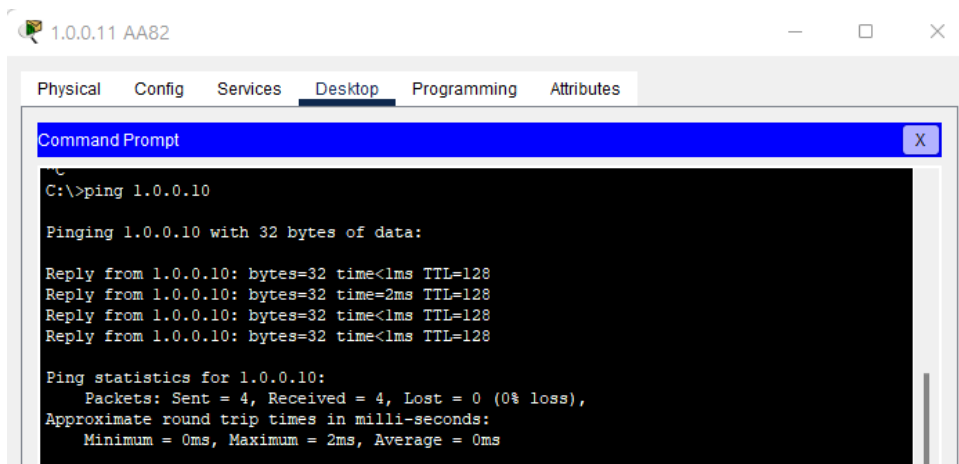 1.0.0.11 AA82
Physical Config Services Desktop Programming Attributes
Command Prompt X
^C
C:\>ping 1.0.0.10
Pinging 1.0.0.10 with 32 bytes of data:
Reply from 1.0.0.10: bytes=32 time<1ms TTL=128
Reply from 1.0.0.10: bytes=32 time=2ms TTL=128
Reply from 1.0.0.10: bytes=32 time<1ms TTL=128
Reply from 1.0.0.10: bytes=32 time<1ms TTL=128
Ping statistics for 1.0.0.10:
Packets: Sent = 4, Received = 4, Lost = 0 (0% loss),
Approximate round trip times in milli-seconds:
Minimum = 0ms, Maximum = 2ms, Average = 0ms